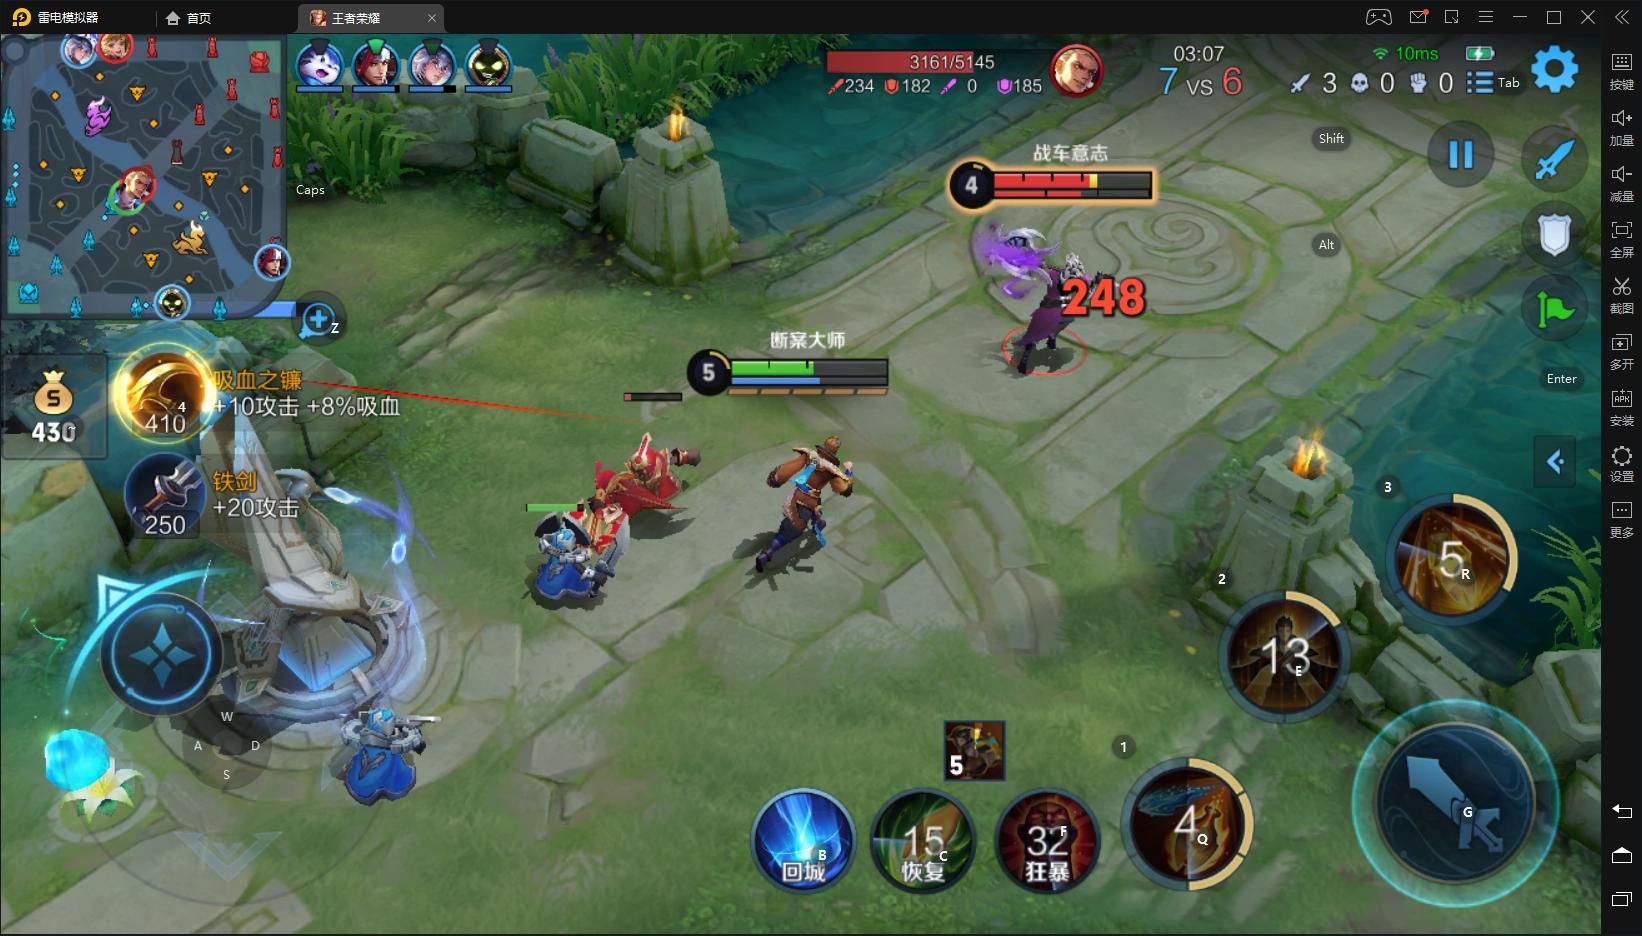 雷电模拟器
首页
王者荣耀
3161/5145
234 182 0 185
03:07
7 VS 6
10ms
3 0 0
Tab
按键
加量
减量
全屏
截图
多开
安装
设置
更多
Caps
Shift
Alt
Enter
战车意志
4
248
断案大师
5
Z
430
吸血之镰
+10攻击 +8%吸血
4
410
铁剑
+20攻击
250
W
A D
S
3
5
R
2
13
E
1
4
Q
G
5
B
回城
15
C
恢复
32
F
狂暴